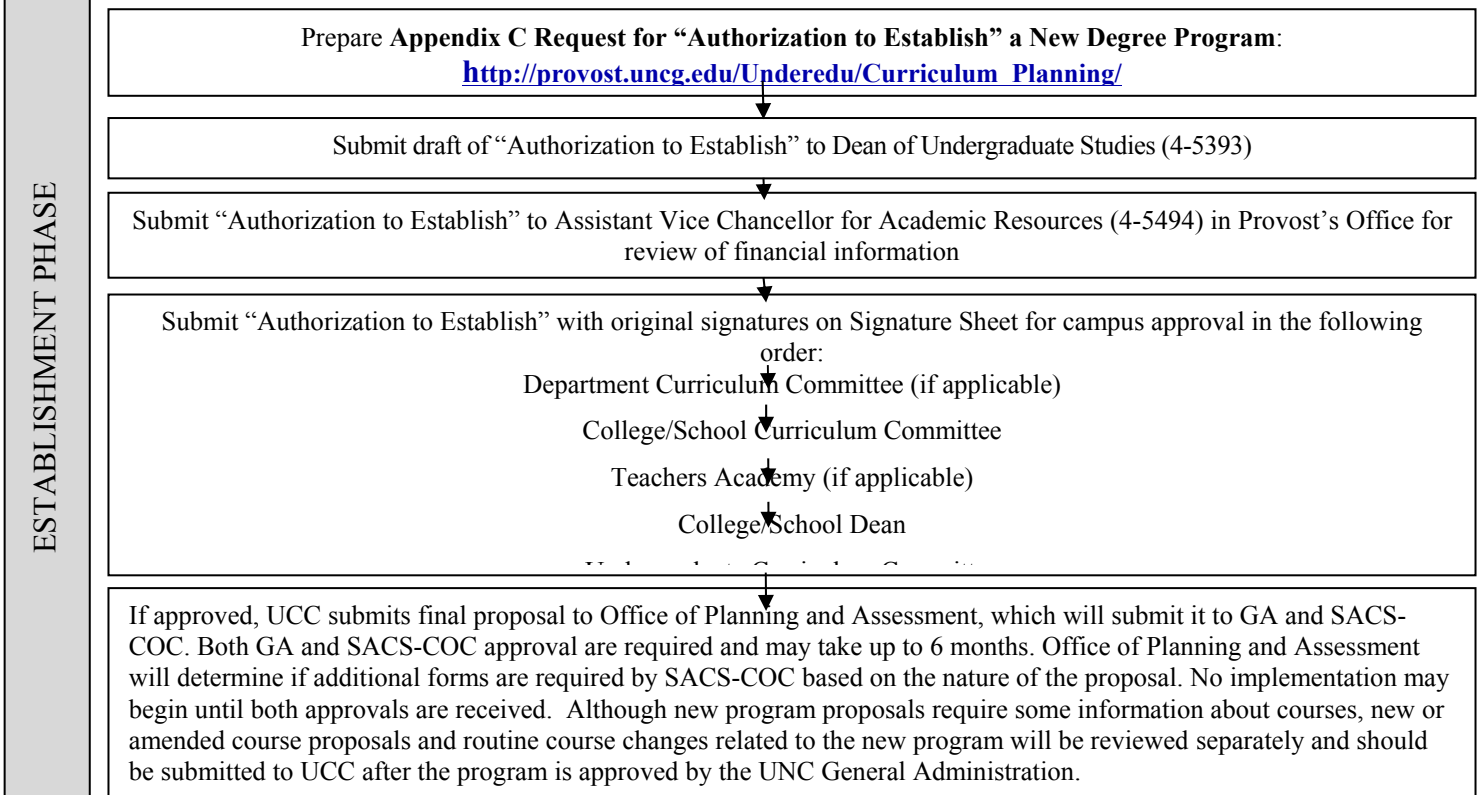 ESTABLISHMENT PHASE
Prepare Appendix C Request for “Authorization to Establish” a New Degree Program:
http://provost.uncg.edu/Underedu/Curriculum_Planning/
Submit draft of “Authorization to Establish” to Dean of Undergraduate Studies (4-5393)
Submit “Authorization to Establish” to Assistant Vice Chancellor for Academic Resources (4-5494) in Provost’s Office for
review of financial information
Submit “Authorization to Establish” with original signatures on Signature Sheet for campus approval in the following
order:
Department Curriculum Committee (if applicable)
College/School Curriculum Committee
Teachers Academy (if applicable)
College/School Dean
If approved, UCC submits final proposal to Office of Planning and Assessment, which will submit it to GA and SACS-
COC. Both GA and SACS-COC approval are required and may take up to 6 months. Office of Planning and Assessment
will determine if additional forms are required by SACS-COC based on the nature of the proposal. No implementation may
begin until both approvals are received.  Although new program proposals require some information about courses, new or
amended course proposals and routine course changes related to the new program will be reviewed separately and should
be submitted to UCC after the program is approved by the UNC General Administration.